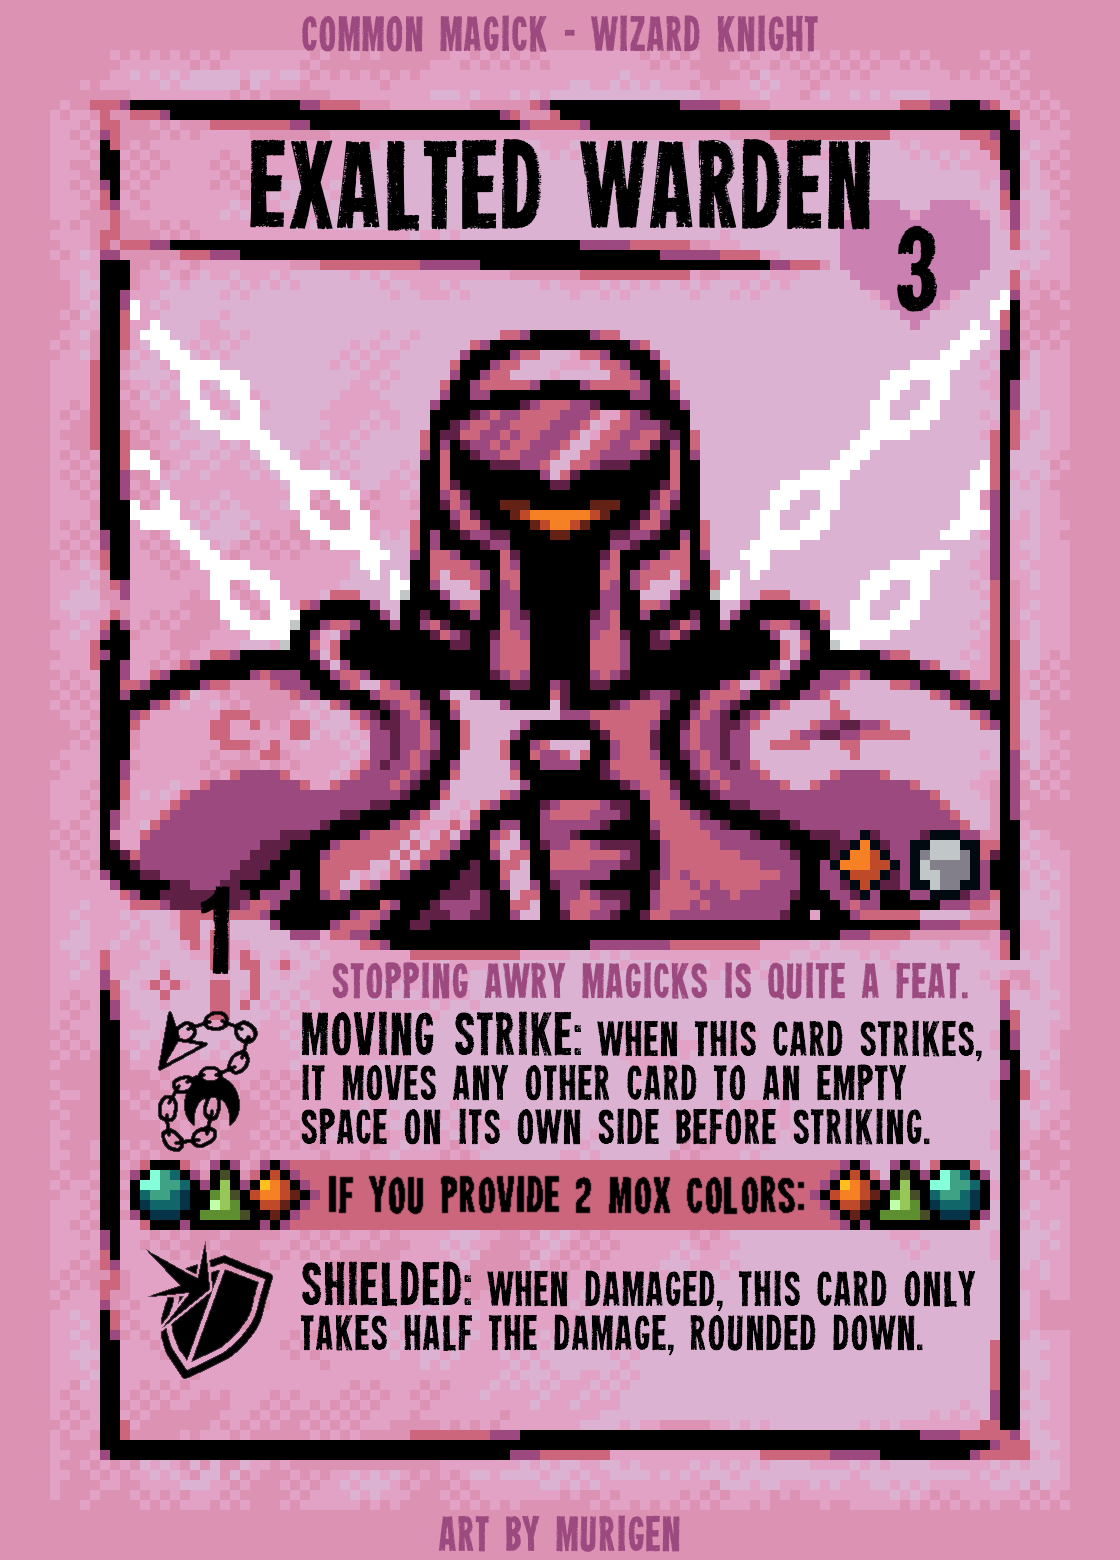 COMMON MAGICK - WIZARD KNIGHT
EXALTED WARDEN
3
1
STOPPING AWRY MAGICKS IS QUITE A FEAT.
MOVING STRIKE: WHEN THIS CARD STRIKES,
IT MOVES ANY OTHER CARD TO AN EMPTY
SPACE ON ITS OWN SIDE BEFORE STRIKING.
IF YOU PROVIDE 2 MOX COLORS:
SHIELDED: WHEN DAMAGED, THIS CARD ONLY
TAKES HALF THE DAMAGE, ROUNDED DOWN.
ART BY MURIGEN